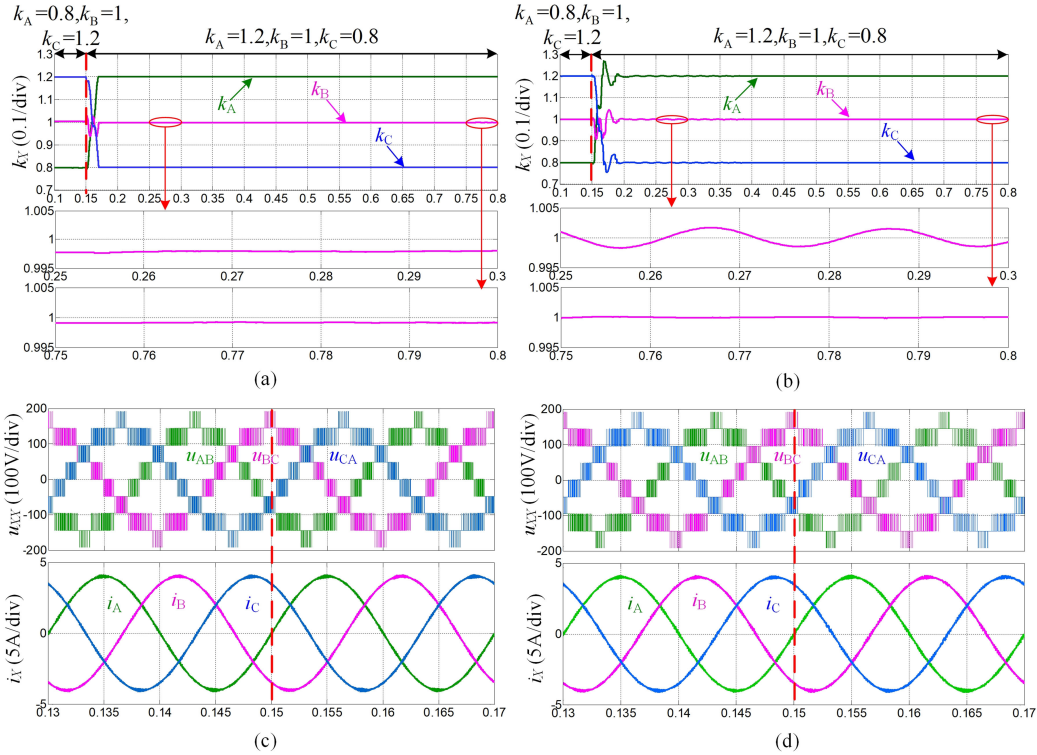 kA=0.8,kB=1,
kC=1.2
kA=1.2,kB=1,kC=0.8
kX (0.1/div)
1.3
1.2
1.1
1
0.9
0.8
0.7
kA
kB
kC
0.1 0.15 0.2 0.25 0.3 0.35 0.4 0.45 0.5 0.55 0.6 0.65 0.7 0.75 0.8
1.005
1
0.995
0.25 0.26 0.27 0.28 0.29 0.3
1.005
1
0.995
0.75 0.76 0.77 0.78 0.79 0.8
(a)
kA=0.8,kB=1,
kC=1.2
kA=1.2,kB=1,kC=0.8
kX (0.1/div)
1.3
1.2
1.1
1
0.9
0.8
0.7
kA
kB
kC
0.1 0.15 0.2 0.25 0.3 0.35 0.4 0.45 0.5 0.55 0.6 0.65 0.7 0.75 0.8
1.005
1
0.995
0.25 0.26 0.27 0.28 0.29 0.3
1.005
1
0.995
0.75 0.76 0.77 0.78 0.79 0.8
(b)
uXX (100V/div)
200
100
0
-100
-200
uAB uBC uCA
iX (5A/div)
5
0
-5
iA iB iC
0.13 0.135 0.14 0.145 0.15 0.155 0.16 0.165 0.17
(c)
uXX (100V/div)
200
100
0
-100
-200
uAB uBC uCA
iX (5A/div)
5
0
-5
iA iB iC
0.13 0.135 0.14 0.145 0.15 0.155 0.16 0.165 0.17
(d)